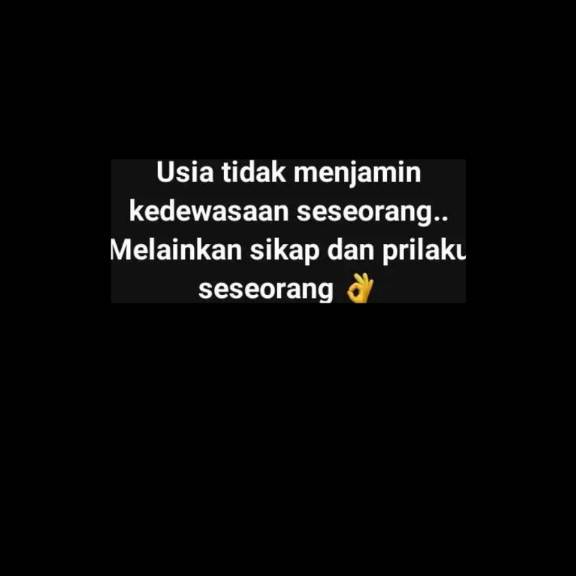 Usia tidak menjamin
kedewasaan seseorang..
Melainkan sikap dan prilaku
seseorang 👌